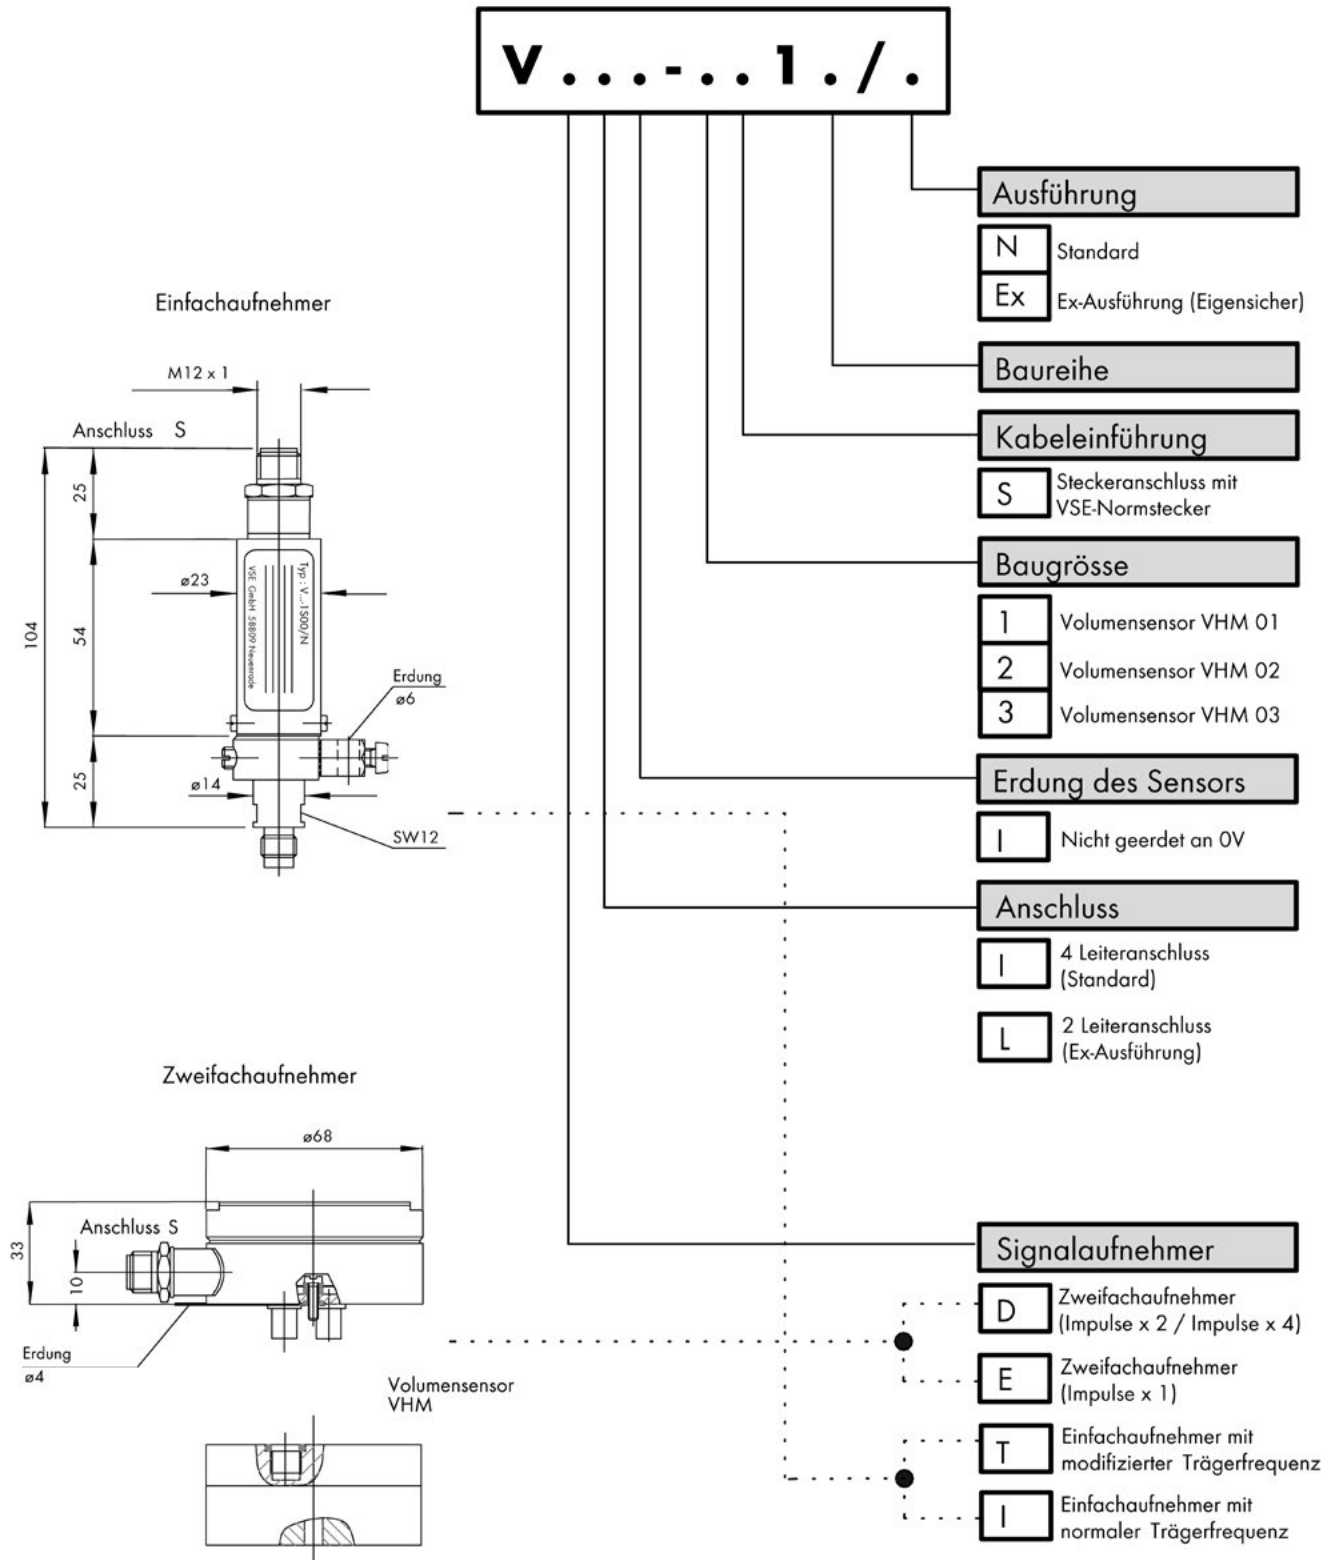 V . . . - . . 1 . / .
Ausführung
N Standard
Ex Ex-Ausführung (Eigensicher)
Baureihe
Kabeleinführung
S Steckeranschluss mit
VSE-Normstecker
Baugrösse
1 Volumensensor VHM 01
2 Volumensensor VHM 02
3 Volumensensor VHM 03
Erdung des Sensors
I Nicht geerdet an 0V
Anschluss
I 4 Leiteranschluss
(Standard)
L 2 Leiteranschluss
(Ex-Ausführung)
Signalaufnehmer
D Zweifachaufnehmer
(Impulse x 2 / Impulse x 4)
E Zweifachaufnehmer
(Impulse x 1)
T Einfachaufnehmer mit
modifizierter Trägerfrequenz
I Einfachaufnehmer mit
normaler Trägerfrequenz
Einfachaufnehmer
M12 x 1
Anschluss S
25
104
ø23
54
Typ : V...-1S00/N
VSE GmbH 58809 Neuenrade
Erdung
ø6
25
ø14
SW12
Zweifachaufnehmer
ø68
33
Anschluss S
10
Erdung
ø4
Volumensensor
VHM